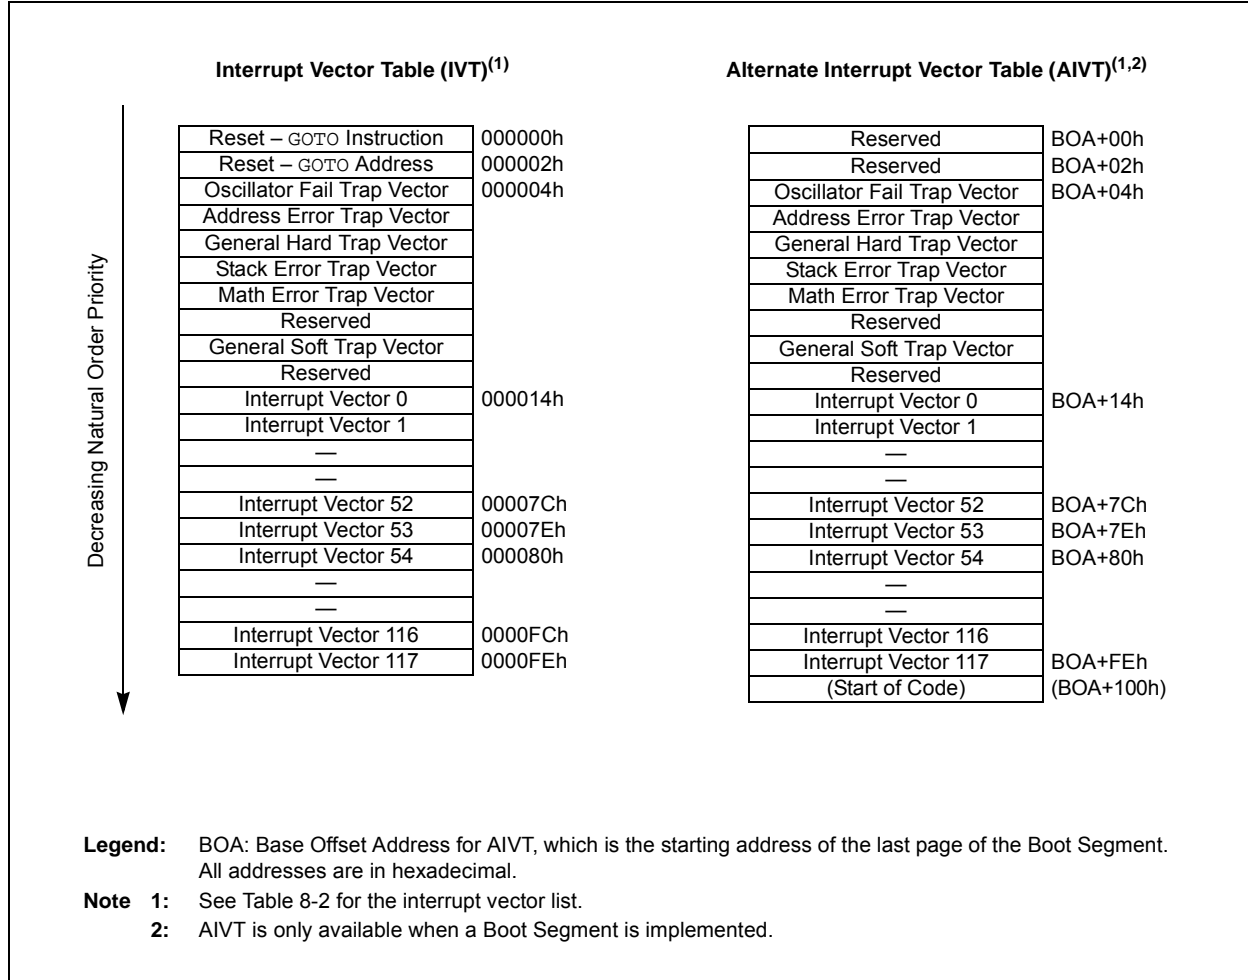 Interrupt Vector Table (IVT)(1)
Decreasing Natural Order Priority
Reset – GOTO Instruction 000000h
Reset – GOTO Address 000002h
Oscillator Fail Trap Vector 000004h
Address Error Trap Vector
General Hard Trap Vector
Stack Error Trap Vector
Math Error Trap Vector
Reserved
General Soft Trap Vector
Reserved
Interrupt Vector 0 000014h
Interrupt Vector 1
—
—
Interrupt Vector 52 00007Ch
Interrupt Vector 53 00007Eh
Interrupt Vector 54 000080h
—
—
Interrupt Vector 116 0000FCh
Interrupt Vector 117 0000FEh
Alternate Interrupt Vector Table (AIVT)(1,2)
Reserved BOA+00h
Reserved BOA+02h
Oscillator Fail Trap Vector BOA+04h
Address Error Trap Vector
General Hard Trap Vector
Stack Error Trap Vector
Math Error Trap Vector
Reserved
General Soft Trap Vector
Reserved
Interrupt Vector 0 BOA+14h
Interrupt Vector 1
—
—
Interrupt Vector 52 BOA+7Ch
Interrupt Vector 53 BOA+7Eh
Interrupt Vector 54 BOA+80h
—
—
Interrupt Vector 116
Interrupt Vector 117 BOA+FEh
(Start of Code) (BOA+100h)
Legend: BOA: Base Offset Address for AIVT, which is the starting address of the last page of the Boot Segment.
All addresses are in hexadecimal.
Note 1: See Table 8-2 for the interrupt vector list.
2: AIVT is only available when a Boot Segment is implemented.